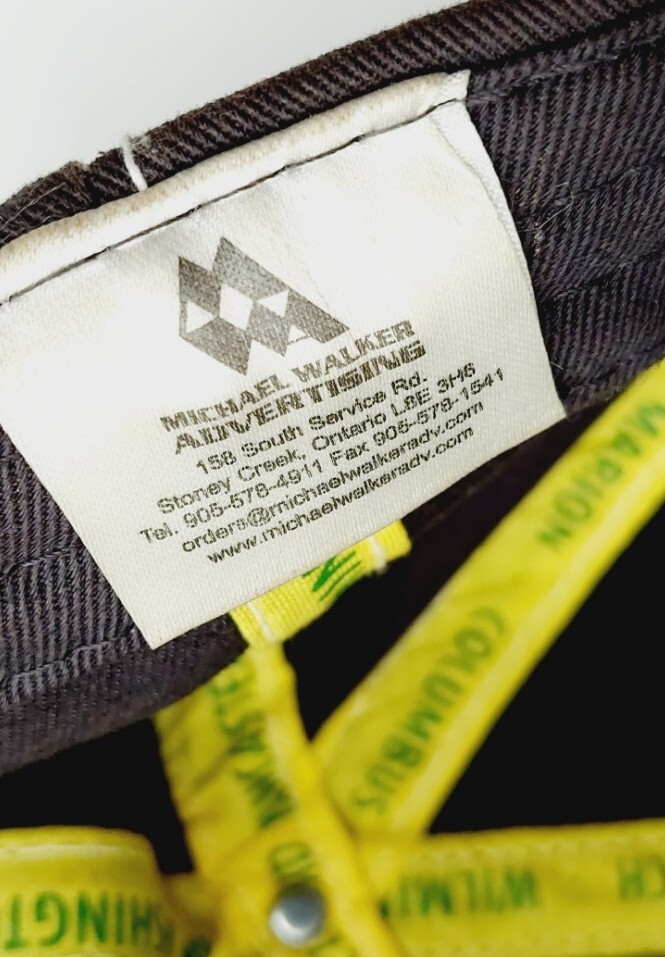 MICHAEL WALKER
ADVERTISING
158 South Service Rd.
Stoney Creek, Ontario L8E 3H6
Tel. 905-578-4911 Fax 905-578-1541
orders@michaelwalkeradv.com
www.michaelwalkeradv.com
MARION
COLUMBUS